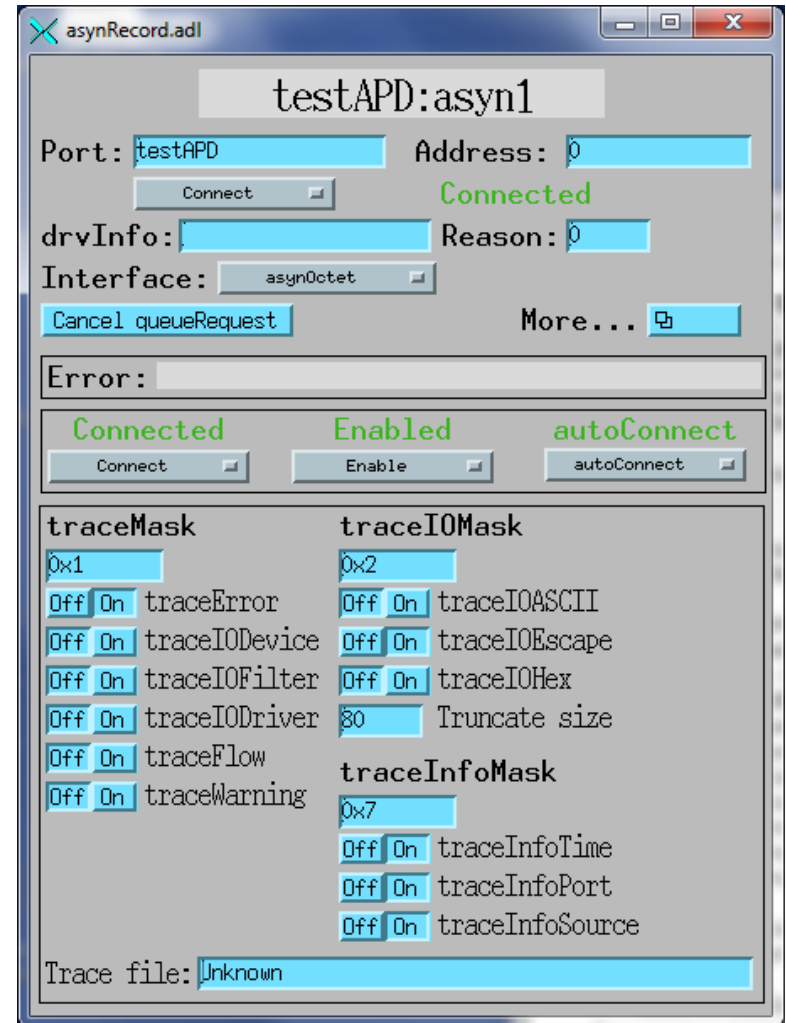 asynRecord.adl
testAPD:asyn1
Port: testAPD Address: 0
Connect Connected
drvInfo: Reason: 0
Interface: asynOctet
Cancel queueRequest More...
Error:
Connected Enabled autoConnect
Connect Enable autoConnect
traceMask traceIOMask
0x1 0x2
Off On traceError Off On traceIOASCII
Off On traceIODevice Off On traceIOEscape
Off On traceIOFilter Off On traceIOHex
Off On traceIODriver 80 Truncate size
Off On traceFlow traceInfoMask
Off On traceWarning 0x7
Off On traceInfoTime
Off On traceInfoPort
Off On traceInfoSource
Trace file: Unknown